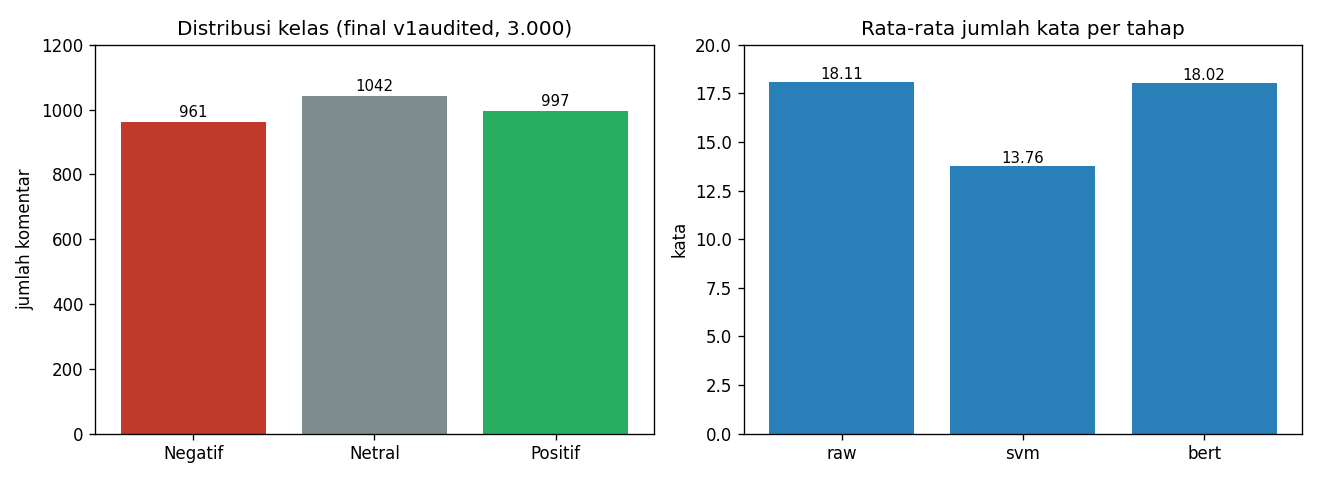 Distribusi kelas (final v1audited, 3.000)
jumlah komentar
1200
1000
800
600
400
200
0
961
1042
997
Negatif
Netral
Positif
Rata-rata jumlah kata per tahap
kata
20.0
17.5
15.0
12.5
10.0
7.5
5.0
2.5
0.0
18.11
13.76
18.02
raw
svm
bert